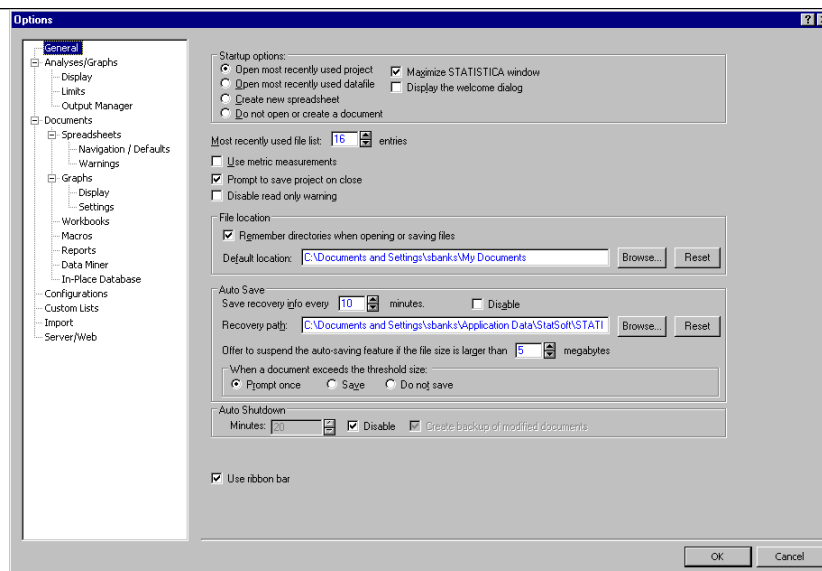 Options
General
Analyses/Graphs
Display
Limits
Output Manager
Documents
Spreadsheets
Navigation / Defaults
Warnings
Graphs
Display
Settings
Workbooks
Macros
Reports
Data Miner
In-Place Database
Configurations
Custom Lists
Import
Server/Web
Startup options:
Open most recently used project
Maximize STATISTICA window
Open most recently used datafile
Display the welcome dialog
Create new spreadsheet
Do not open or create a document
Most recently used file list: 16 entries
Use metric measurements
Prompt to save project on close
Disable read only warning
File location
Remember directories when opening or saving files
Default location: C:\Documents and Settings\sbanks\My Documents Browse... Reset
Auto Save
Save recovery info every 10 minutes. Disable
Recovery path: C:\Documents and Settings\sbanks\Application Data\StatSoft\STATI Browse... Reset
Offer to suspend the auto-saving feature if the file size is larger than 5 megabytes
When a document exceeds the threshold size:
Prompt once Save Do not save
Auto Shutdown
Minutes: 20 Disable Create backup of modified documents
Use ribbon bar
OK Cancel